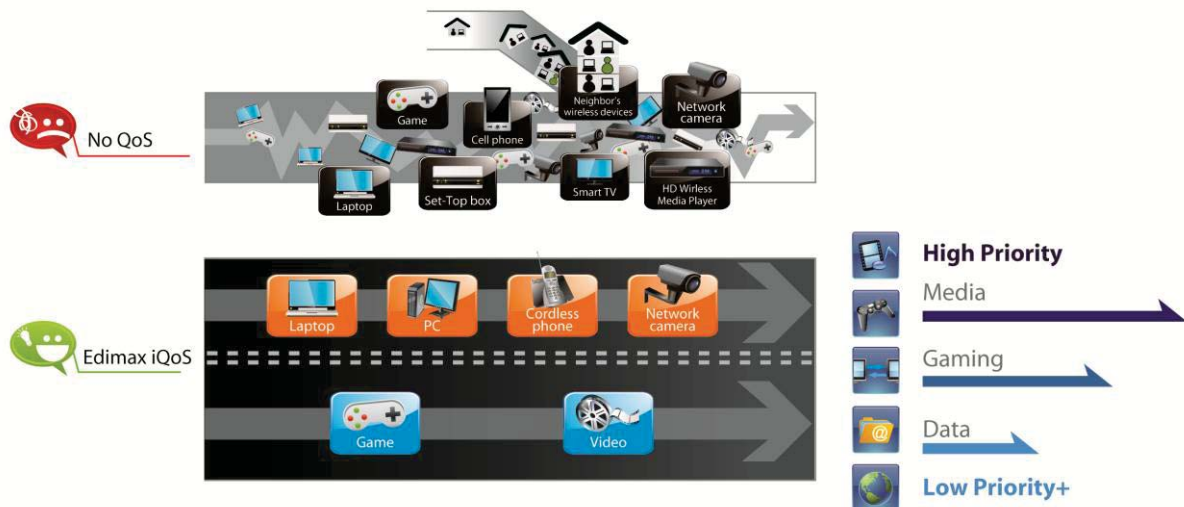 No QoS
Game
Cell phone
Neighbor's
wireless devices
Network
camera
Laptop
Set-Top box
Smart TV
HD Wirless
Media Player
Edimax iQoS
Laptop
PC
Cordless
phone
Network
camera
Game
Video
High Priority
Media
Gaming
Data
Low Priority+